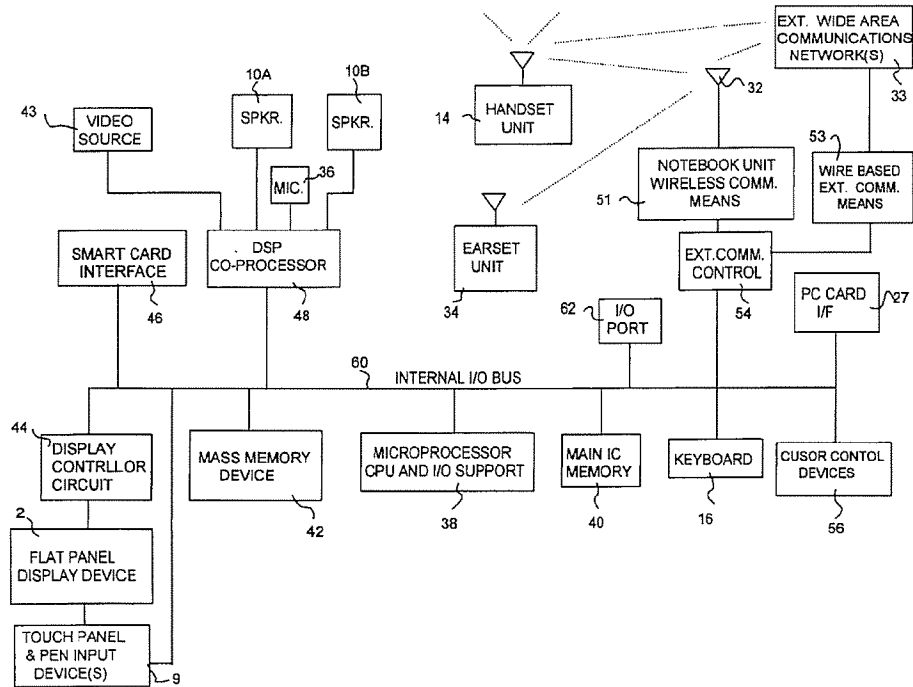 EXT. WIDE AREA
COMMUNICATIONS
NETWORK(S)
33
10A
10B
43
VIDEO
SOURCE
SPKR.
SPKR.
14
HANDSET
UNIT
32
53
36
MIC.
NOTEBOOK UNIT
WIRELESS COMM.
MEANS
51
WIRE BASED
EXT. COMM.
MEANS
SMART CARD
INTERFACE
46
DSP
CO-PROCESSOR
48
EARSET
UNIT
34
EXT.COMM.
CONTROL
54
PC CARD
I/F
27
62
I/O
PORT
60
INTERNAL I/O BUS
44
DISPLAY
CONTRLLOR
CIRCUIT
MASS MEMORY
DEVICE
42
MICROPROCESSOR
CPU AND I/O SUPPORT
38
MAIN IC
MEMORY
40
KEYBOARD
16
CUSOR CONTOL
DEVICES
56
2
FLAT PANEL
DISPLAY DEVICE
TOUCH PANEL
& PEN INPUT
DEVICE(S)
9